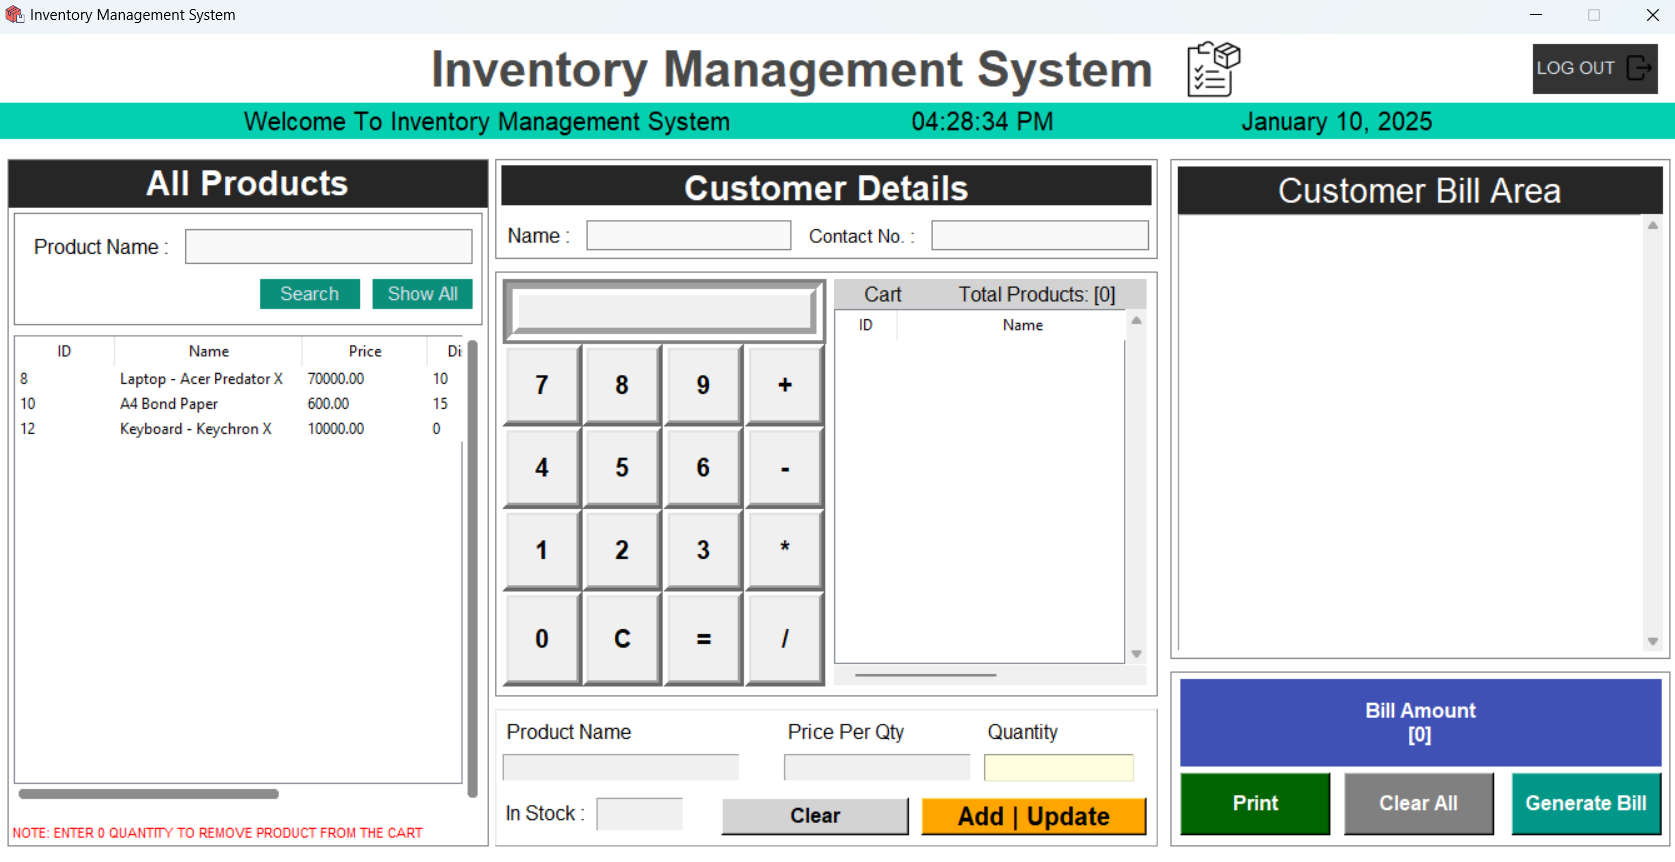 Inventory Management System
Inventory Management System
LOG OUT
Welcome To Inventory Management System 04:28:34 PM January 10, 2025
All Products
Product Name :
Search Show All
ID Name Price Di
8 Laptop - Acer Predator X 70000.00 10
10 A4 Bond Paper 600.00 15
12 Keyboard - Keychron X 10000.00 0
NOTE: ENTER 0 QUANTITY TO REMOVE PRODUCT FROM THE CART
Customer Details
Name : Contact No. :
7 8 9 +
4 5 6 -
1 2 3 *
0 C = /
Cart Total Products: [0]
ID Name
Product Name Price Per Qty Quantity
In Stock : Clear Add | Update
Customer Bill Area
Bill Amount
[0]
Print Clear All Generate Bill